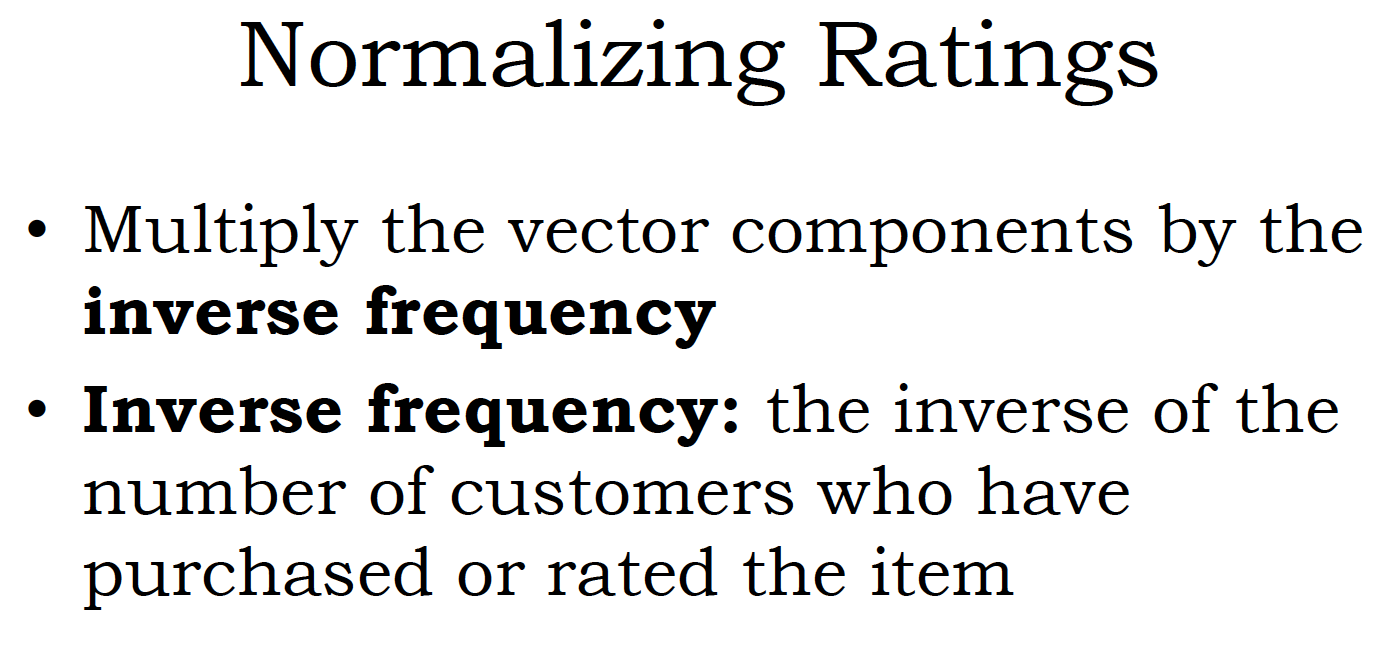 Normalizing Ratings
• Multiply the vector components by the
inverse frequency
• Inverse frequency: the inverse of the
number of customers who have
purchased or rated the item